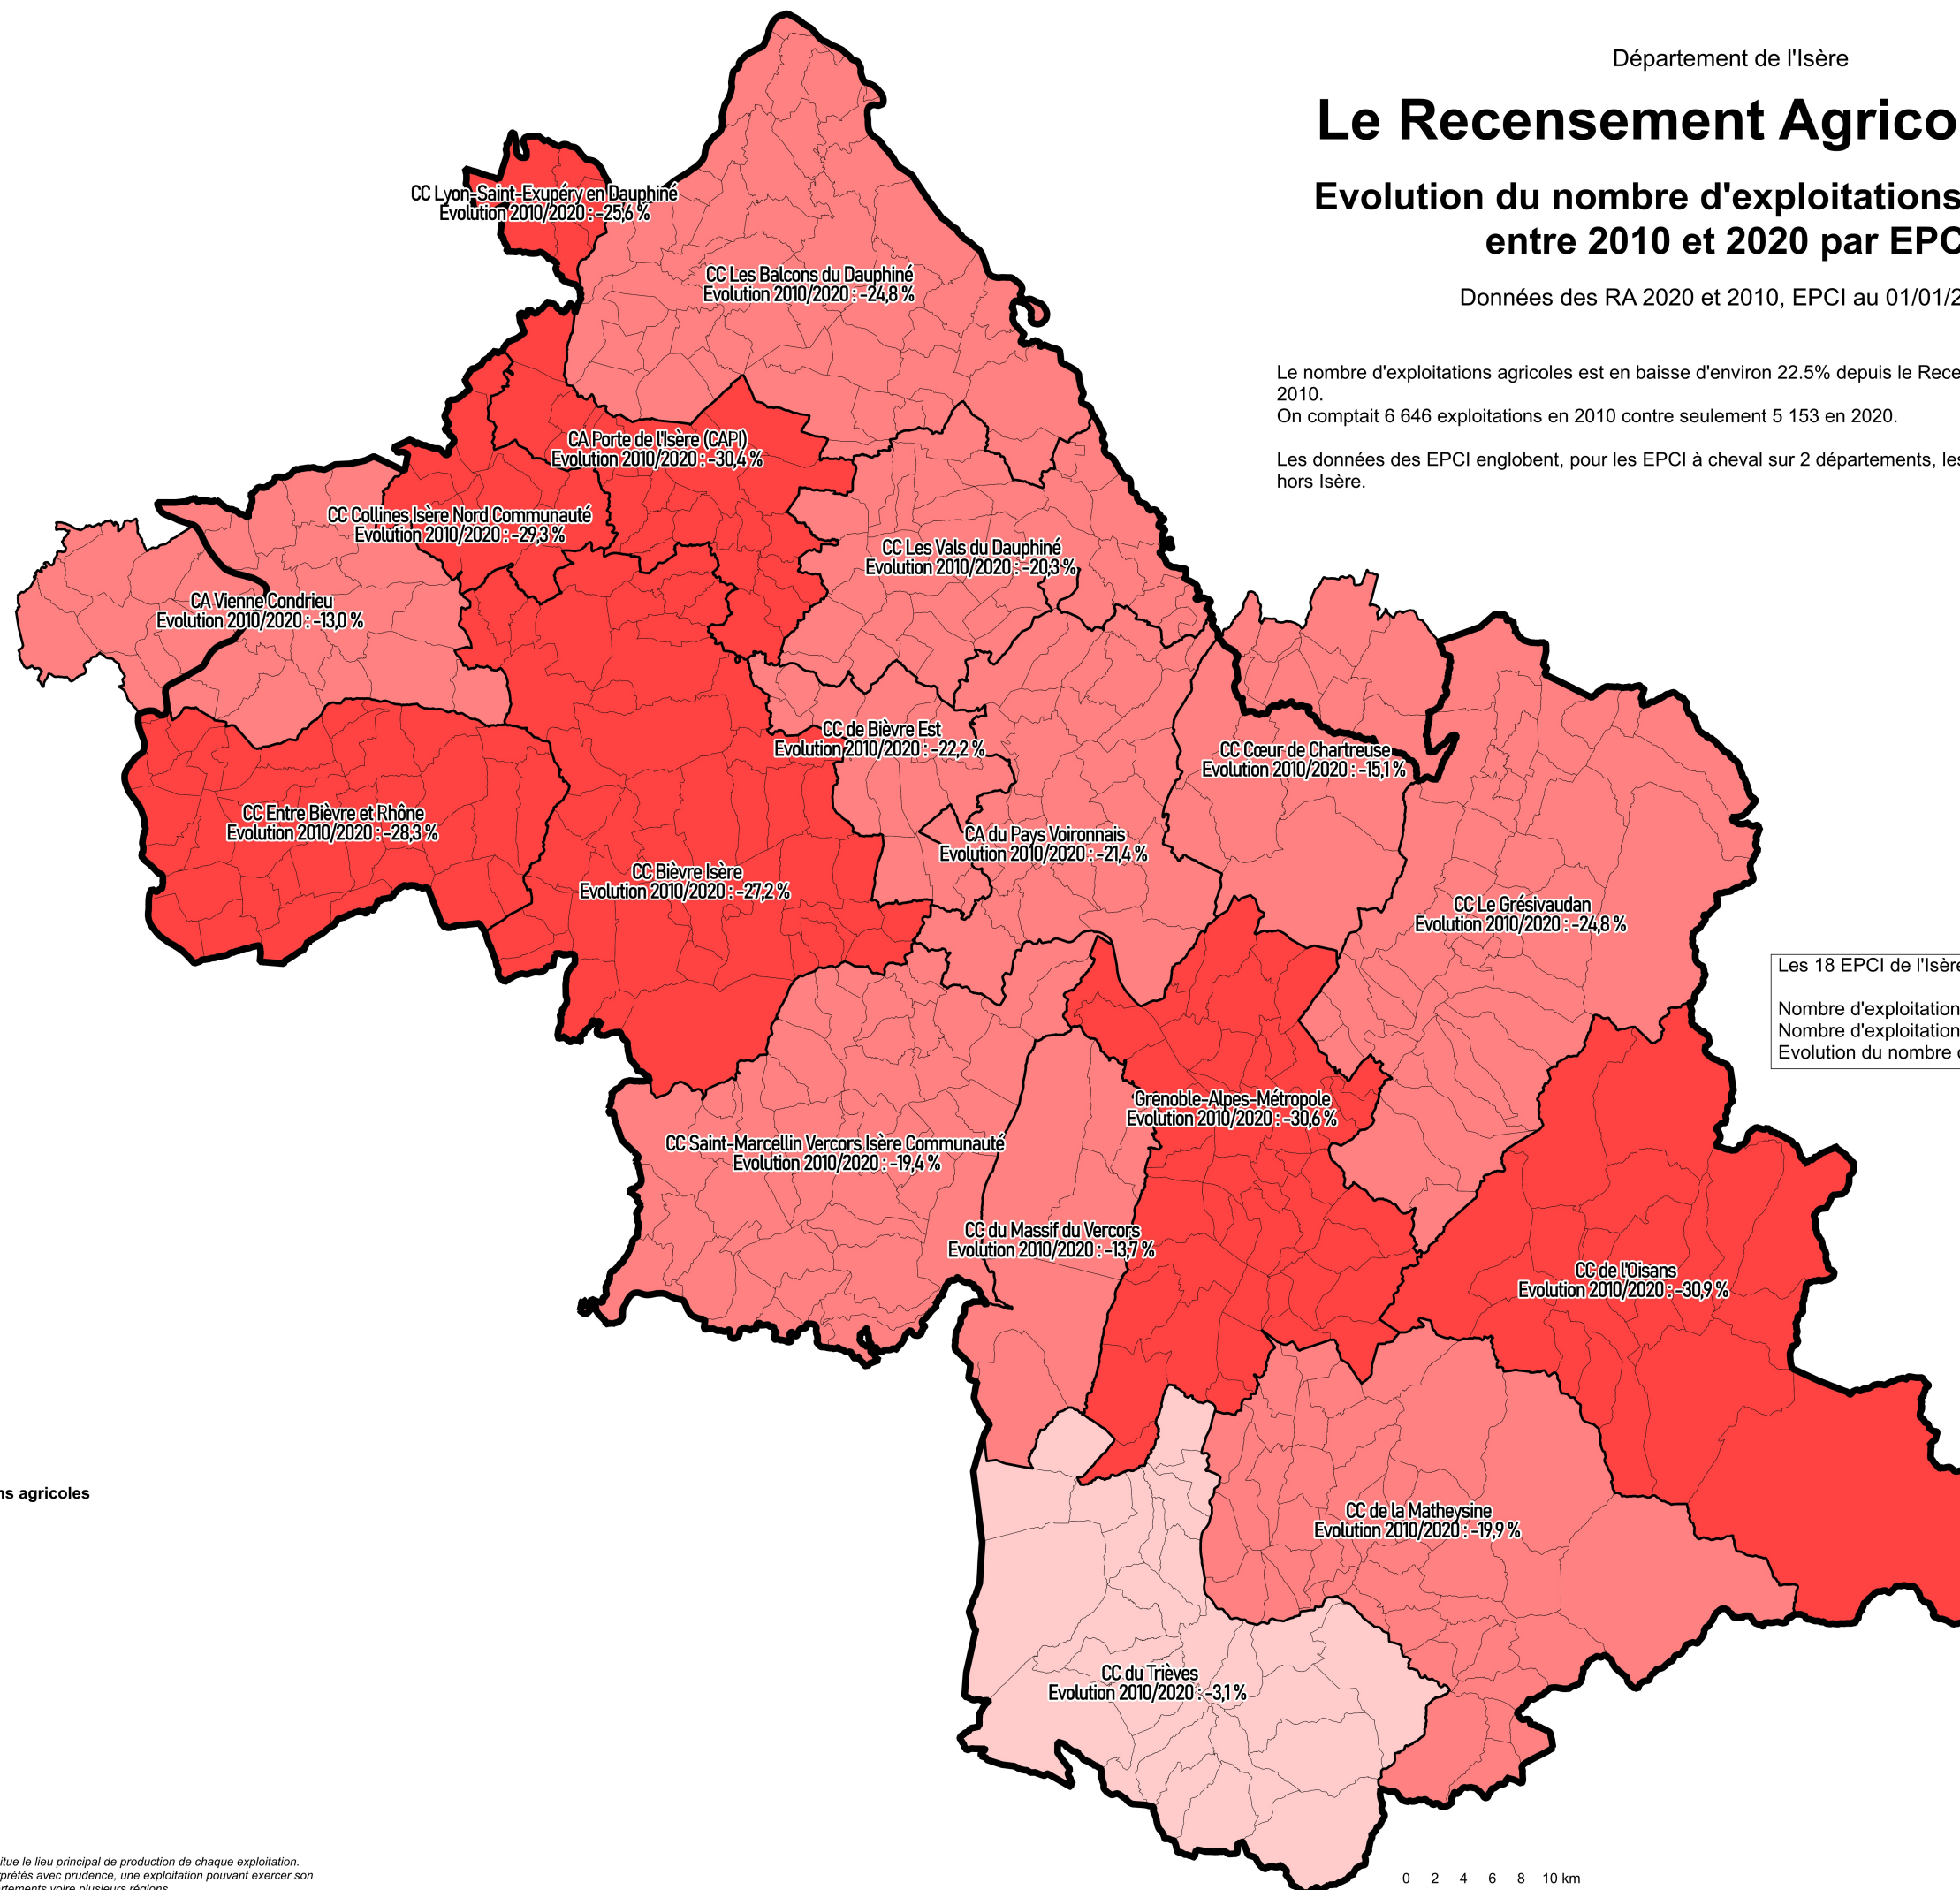 Département de l'Isère
Le Recensement Agrico
Evolution du nombre d'exploitations
entre 2010 et 2020 par EPC
Données des RA 2020 et 2010, EPCI au 01/01/2
Le nombre d'exploitations agricoles est en baisse d'environ 22.5% depuis le Rece
2010.
On comptait 6 646 exploitations en 2010 contre seulement 5 153 en 2020.
Les données des EPCI englobent, pour les EPCI à cheval sur 2 départements, les
hors Isère.
CC Lyon-Saint-Exupéry en Dauphiné
Evolution 2010/2020 : -25,6 %
CC Les Balcons du Dauphiné
Evolution 2010/2020 : -24,8 %
CA Porte de l'Isère (CAPI)
Evolution 2010/2020 : -30,4 %
CC Collines Isère Nord Communauté
Evolution 2010/2020 : -29,3 %
CC Les Vals du Dauphiné
Evolution 2010/2020 : -20,3 %
CA Vienne Condrieu
Evolution 2010/2020 : -13,0 %
CC de Bièvre Est
Evolution 2010/2020 : -22,2 %
CC Cœur de Chartreuse
Evolution 2010/2020 : -15,1 %
CC Entre Bièvre et Rhône
Evolution 2010/2020 : -28,3 %
CA du Pays Voironnais
Evolution 2010/2020 : -21,4 %
CC Bièvre Isère
Evolution 2010/2020 : -27,2 %
CC Le Grésivaudan
Evolution 2010/2020 : -24,8 %
Les 18 EPCI de l'Isère
Nombre d'exploitation
Nombre d'exploitation
Evolution du nombre
Grenoble-Alpes-Métropole
Evolution 2010/2020 : -30,6 %
CC Saint-Marcellin Vercors Isère Communauté
Evolution 2010/2020 : -19,4 %
CC du Massif du Vercors
Evolution 2010/2020 : -13,7 %
CC de l'Oisans
Evolution 2010/2020 : -30,9 %
ns agricoles
CC de la Matheysine
Evolution 2010/2020 : -19,9 %
CC du Trièves
Evolution 2010/2020 : -3,1 %
itue le lieu principal de production de chaque exploitation.
rprétés avec prudence, une exploitation pouvant exercer son
rtements voire plusieurs régions
0 2 4 6 8 10 km